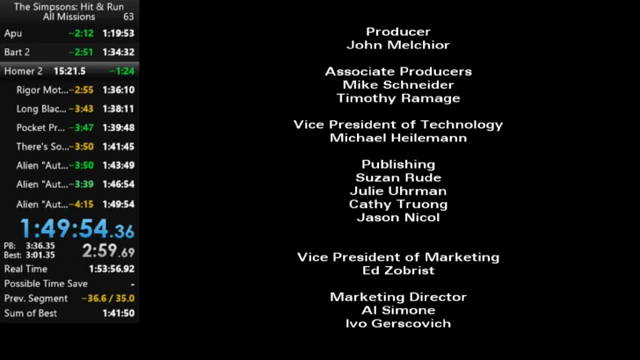 The Simpsons: Hit & Run
All Missions 63
Apu -2:12 1:19:53
Bart 2 -2:51 1:34:32
Homer 2 15:21.5 -1:24
Rigor Mot... -2:55 1:36:10
Long Blac... -3:43 1:38:11
Pocket Pr... -3:47 1:39:48
There's So... -3:50 1:41:45
Alien "Aut... -3:50 1:43:49
Alien "Aut... -3:39 1:46:54
Alien "Aut... -4:15 1:49:54
1:49:54.36
PB: 3:36.35
Best: 3:01.35
2:59.69
Real Time 1:53:56.92
Possible Time Save -
Prev. Segment -36.6 / 35.0
Sum of Best 1:41:50
Producer
John Melchior
Associate Producers
Mike Schneider
Timothy Ramage
Vice President of Technology
Michael Heilemann
Publishing
Suzan Rude
Julie Uhrman
Cathy Truong
Jason Nicol
Vice President of Marketing
Ed Zobrist
Marketing Director
Al Simone
Ivo Gerscovich